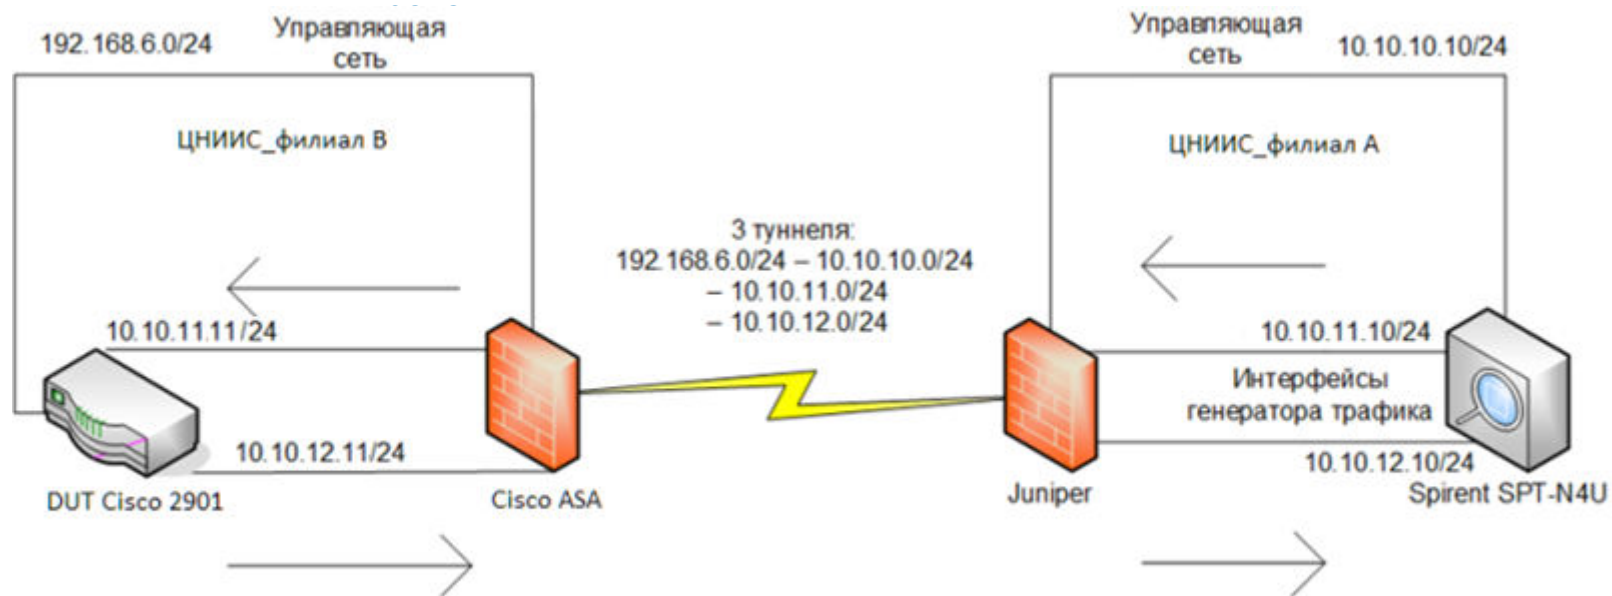 192.168.6.0/24
Управляющая
сеть
ЦНИИС_филиал B
Управляющая
сеть
10.10.10.10/24
ЦНИИС_филиал A
3 туннеля:
192.168.6.0/24 – 10.10.10.0/24
– 10.10.11.0/24
– 10.10.12.0/24
10.10.11.11/24
10.10.12.11/24
DUT Cisco 2901
Cisco ASA
10.10.11.10/24
Интерфейсы
генератора трафика
10.10.12.10/24
Juniper
Spirent SPT-N4U